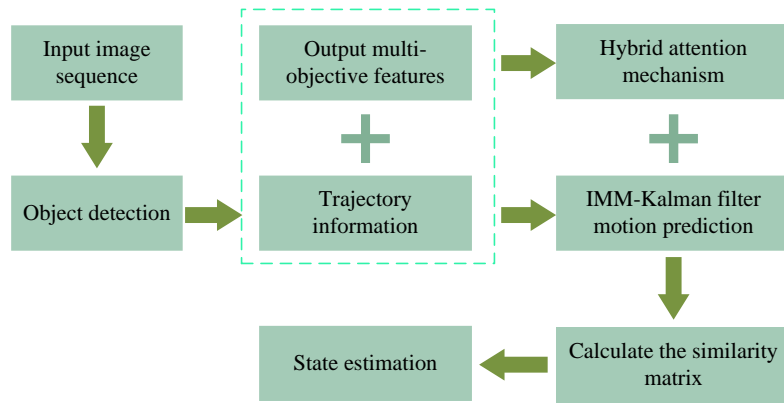 Input image
sequence
Output multi-
objective features
Hybrid attention
mechanism
Object detection
Trajectory
information
IMM-Kalman filter
motion prediction
State estimation
Calculate the similarity
matrix